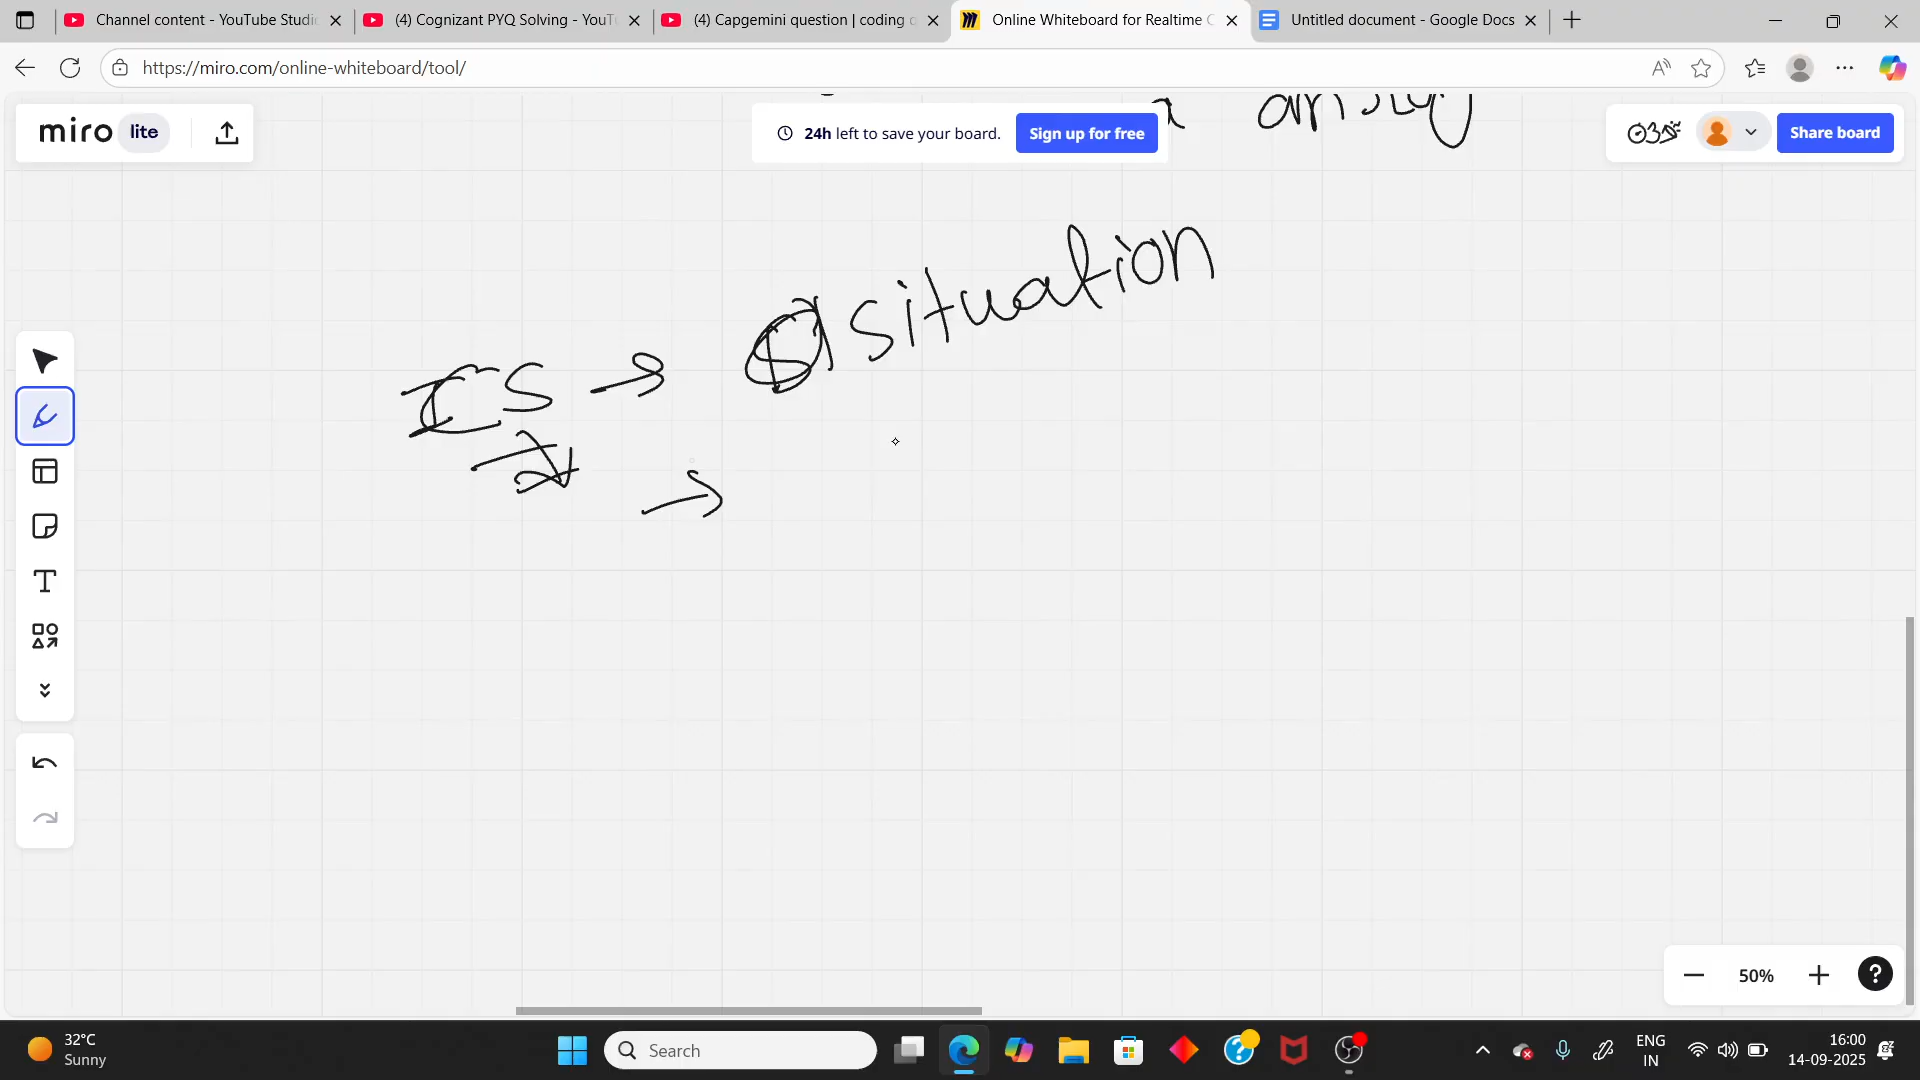 Channel content - YouTube Studi
(4) Cognizant PYQ Solving - YouT
(4) Capgemini question | coding q
Online Whiteboard for Realtime C
Untitled document - Google Docs
https://miro.com/online-whiteboard/tool/
miro lite
24h left to save your board.
Sign up for free
Share board
situation
S →
→
50%
32°C
Sunny
Search
ENG
IN
16:00
14-09-2025